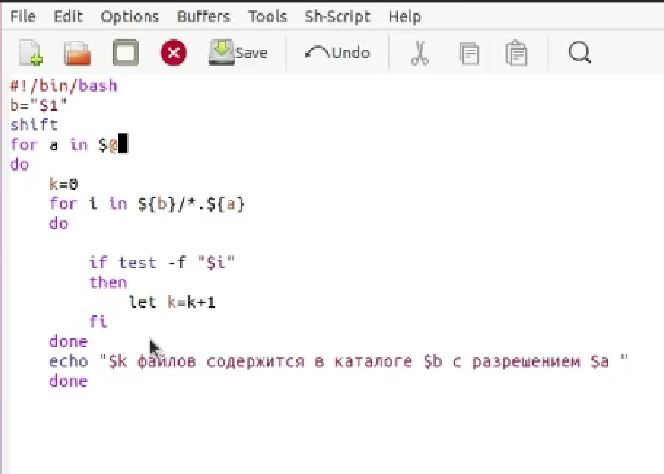 File Edit Options Buffers Tools Sh-Script Help
Save Undo
#!/bin/bash
b="$1"
shift
for a in $@
do
    k=0
    for i in ${b}/*.${a}
    do
        if test -f "$i"
        then
            let k=k+1
        fi
    done
    echo "$k файлов содержится в каталоге $b с разрешением $a "
    done